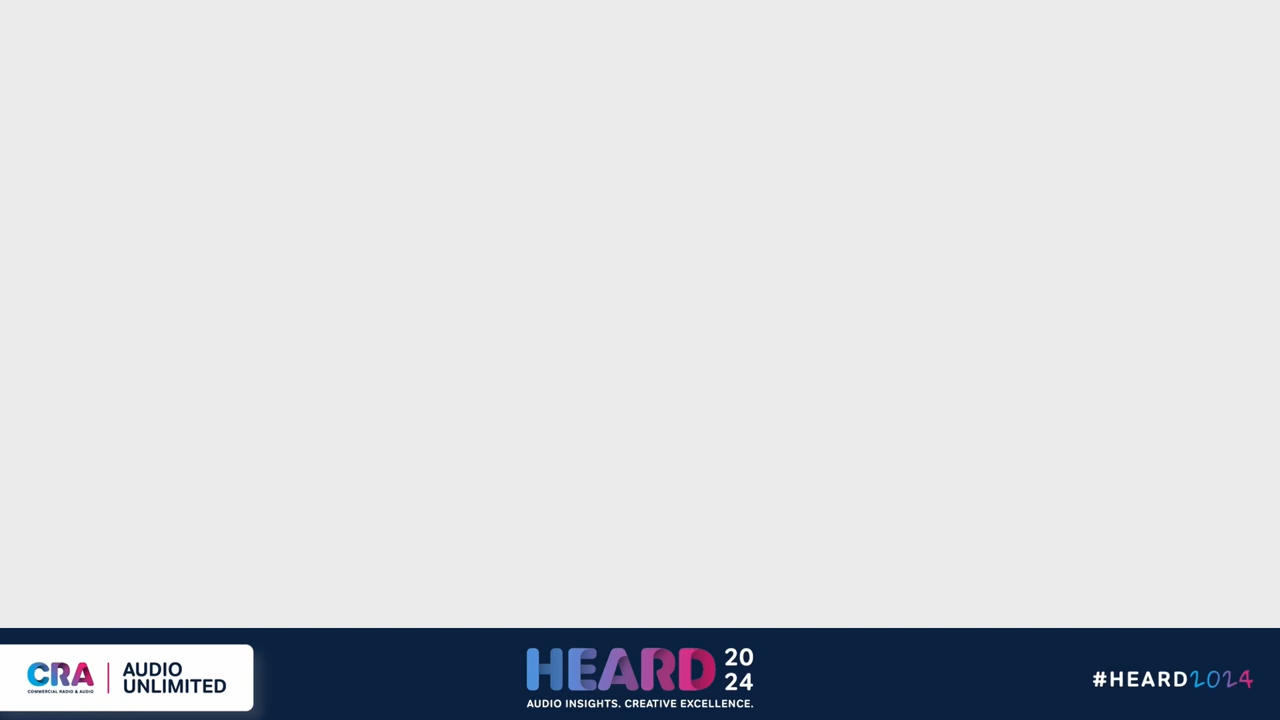 CRA
COMMERCIAL RADIO & AUDIO
AUDIO
UNLIMITED
HEARD
20
24
AUDIO INSIGHTS. CREATIVE EXCELLENCE.
#HEARD2024